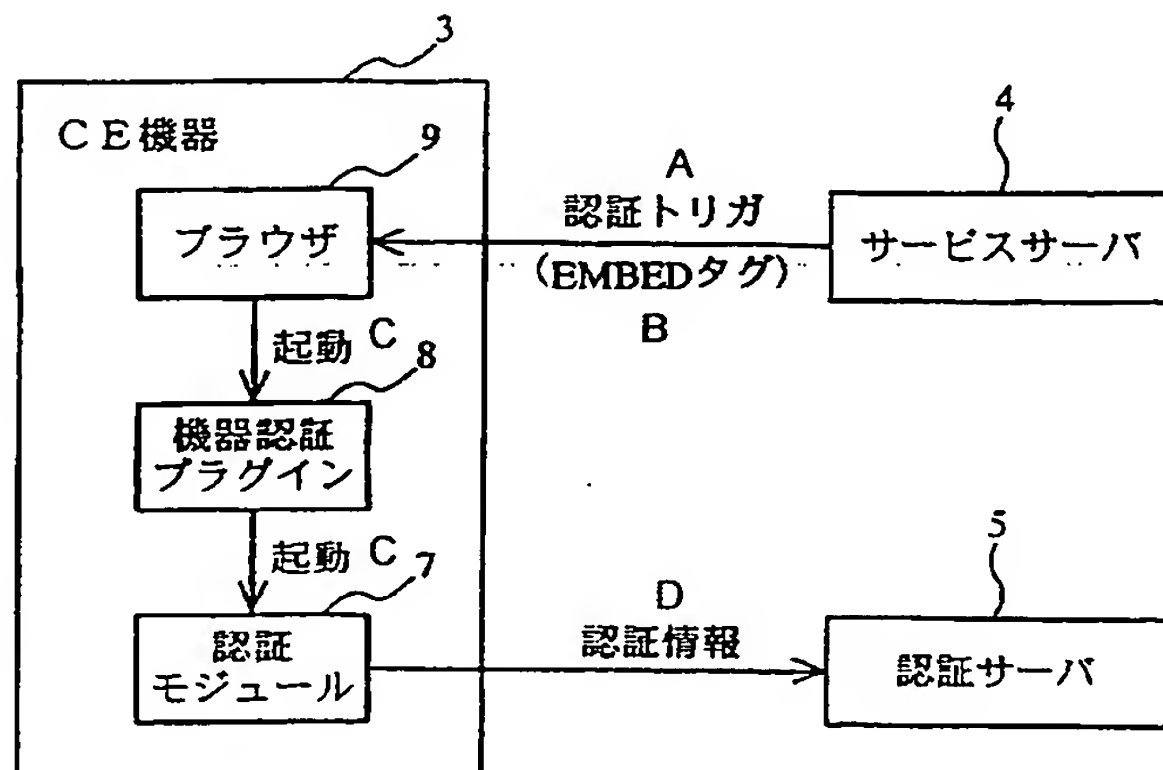 3
CE機器
9
ブラウザ
A
認証トリガ
(EMBEDタグ)
B
4
サービスサーバ
起動 C
8
機器認証
プラグイン
起動 C
7
認証
モジュール
D
認証情報
5
認証サーバ